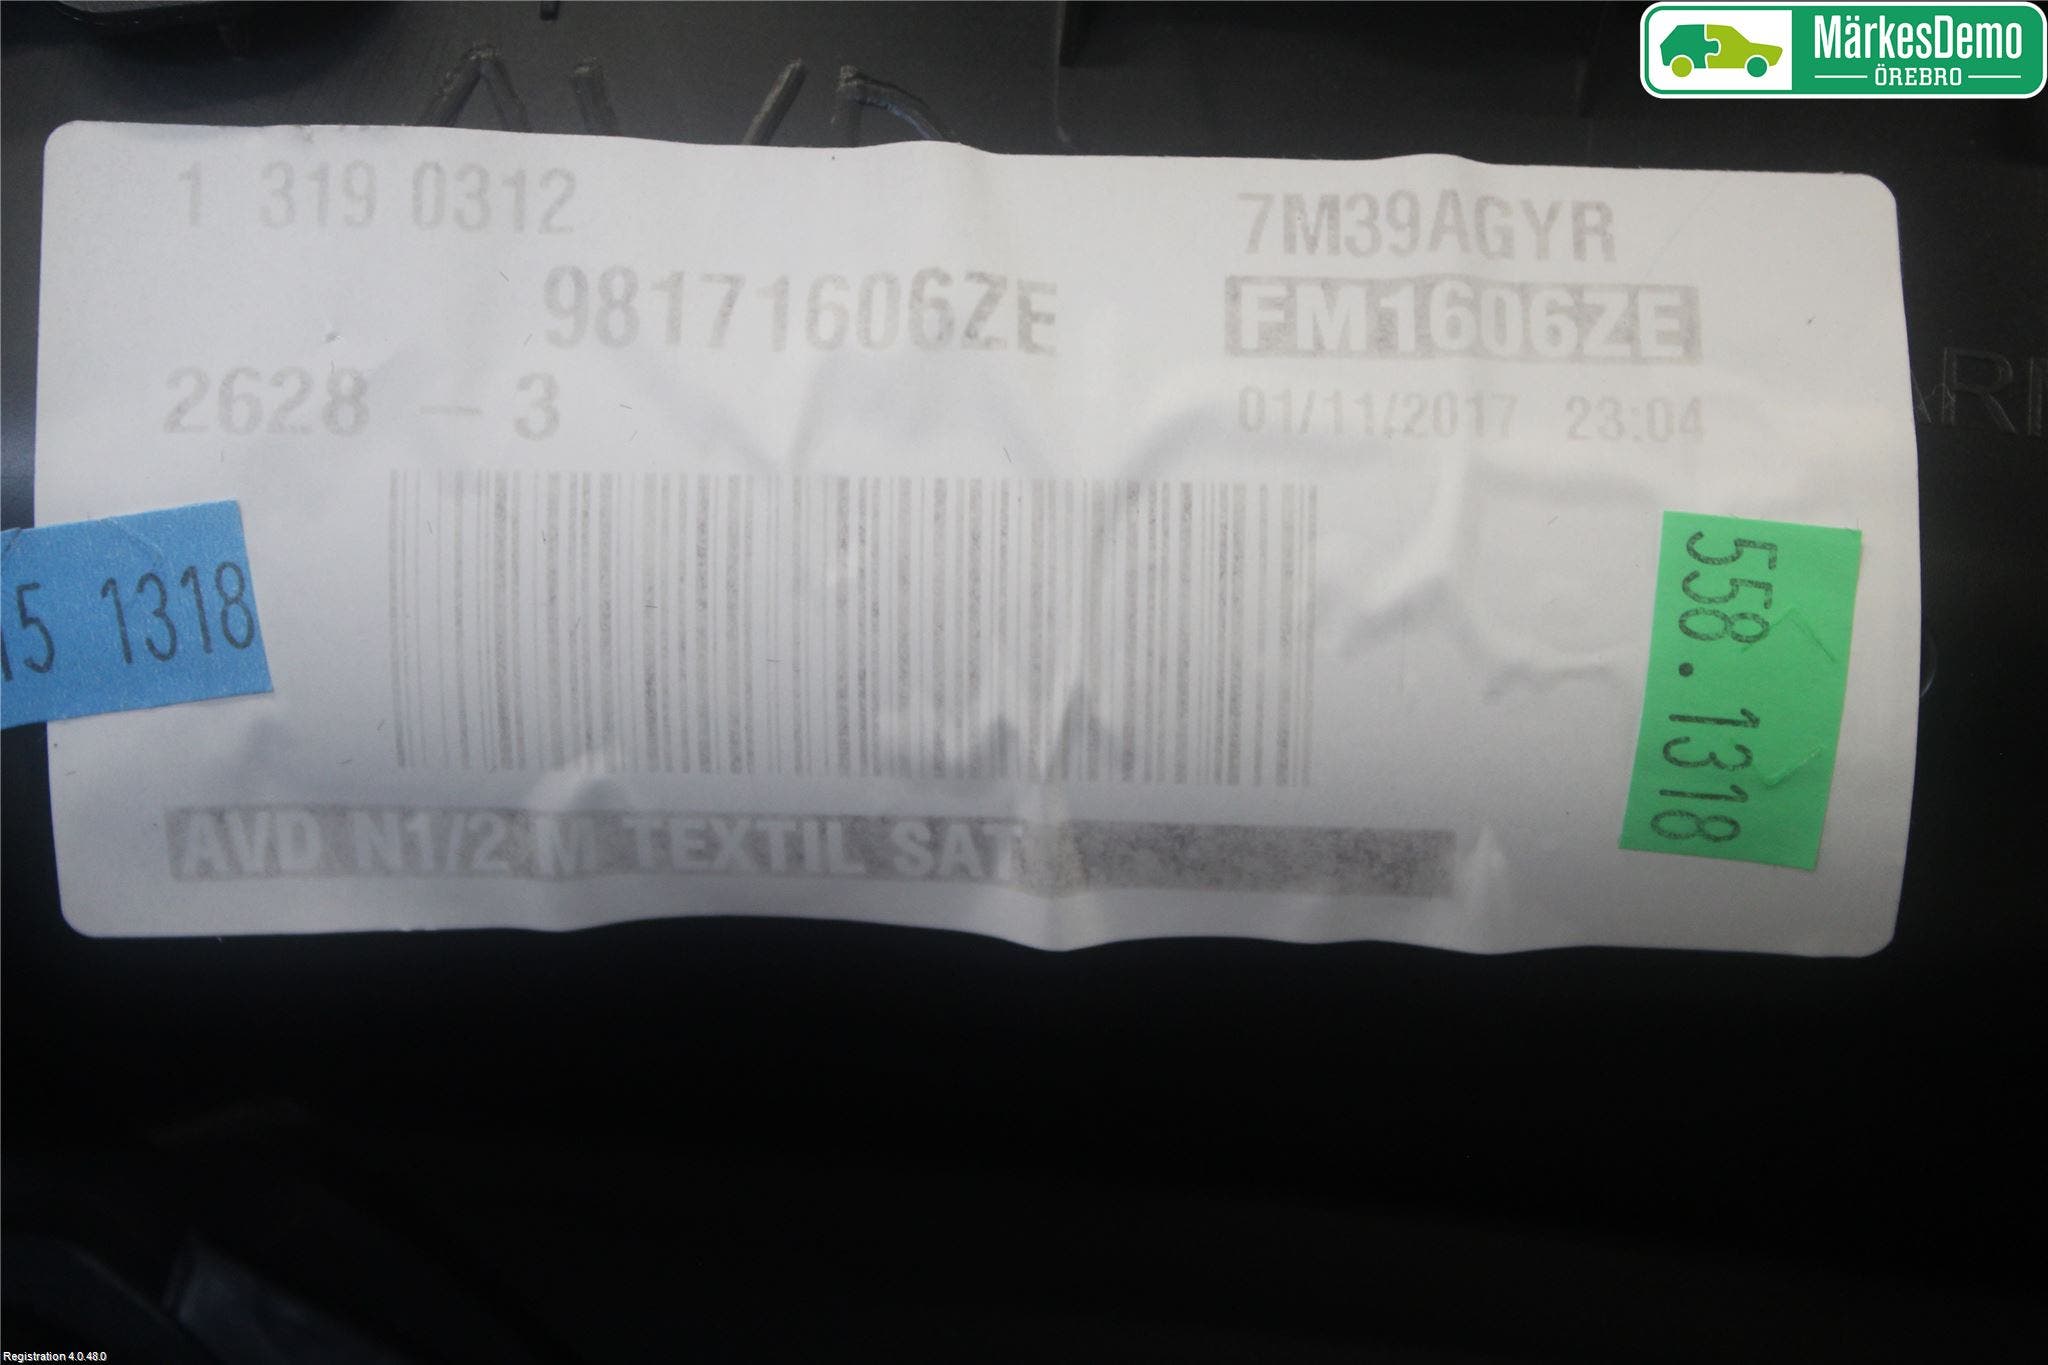 MärkesDemo
ÖREBRO
AVD
1 319 0312
7M39AGYR
98171606ZE
FM1606ZE
2628 - 3
01/11/2017 23:04
15 1318
558.1318
AVD N1/2 M TEXTIL SAT
Registration 4.0.48.0